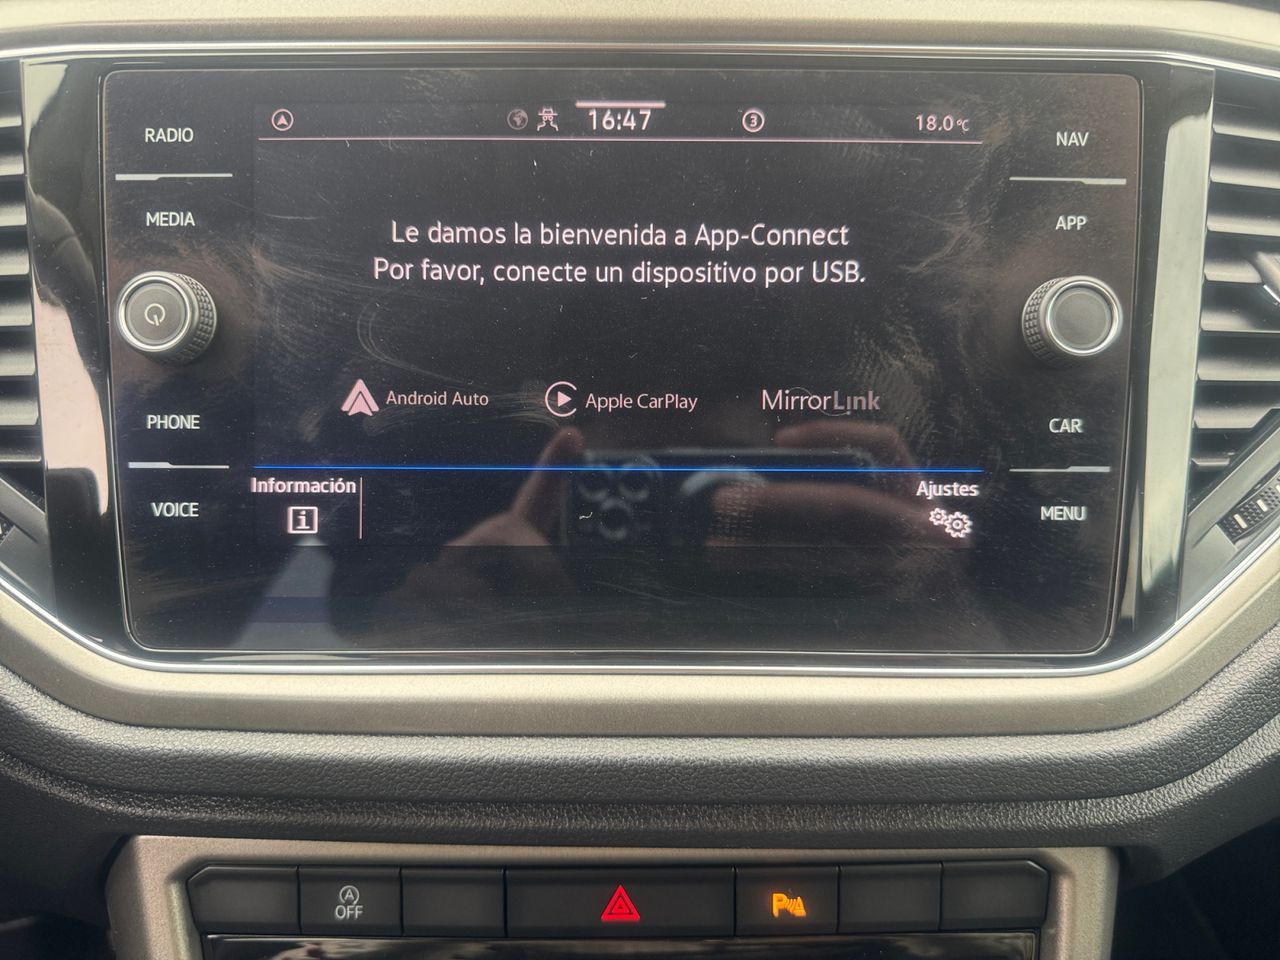 RADIO
MEDIA
PHONE
VOICE
16:47
3
18.0°C
Le damos la bienvenida a App-Connect
Por favor, conecte un dispositivo por USB.
Android Auto
Apple CarPlay
MirrorLink
Información
i
Ajustes
NAV
APP
CAR
MENU
A
OFF
P